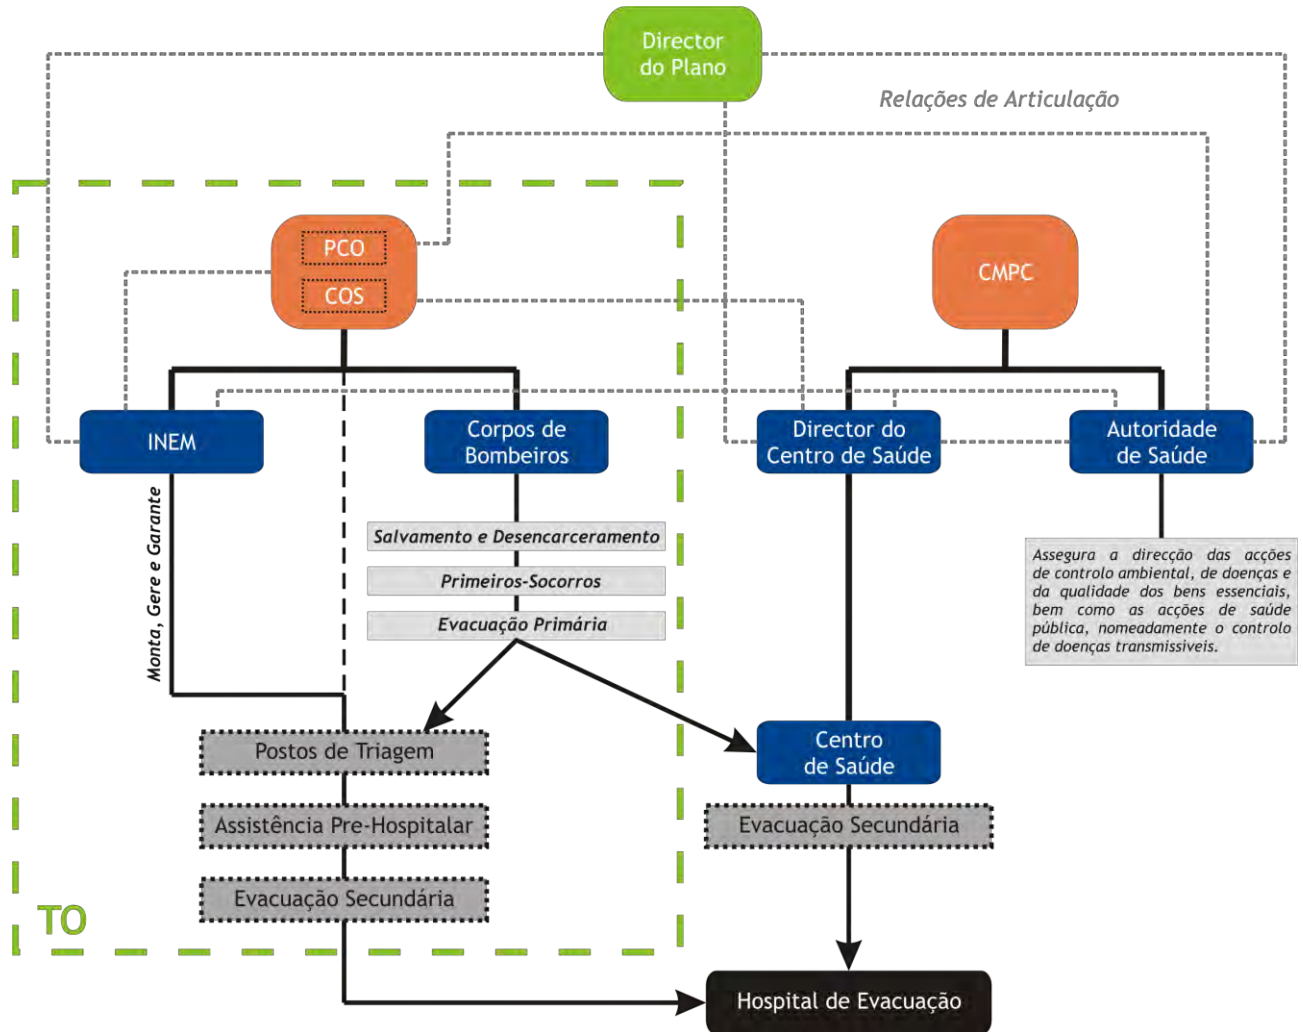 Director
do Plano
Relações de Articulação
PCO
COS
CMPC
INEM
Corpos de
Bombeiros
Director do
Centro de Saúde
Autoridade
de Saúde
Monta, Gere e Garante
Salvamento e Desencarceramento
Primeiros-Socorros
Evacuação Primária
Assegura a direcção das acções
de controlo ambiental, de doenças e
da qualidade dos bens essenciais,
bem como as acções de saúde
pública, nomeadamente o controlo
de doenças transmissiveis.
Postos de Triagem
Centro
de Saúde
Assistência Pre-Hospitalar
Evacuação Secundária
Evacuação Secundária
TO
Hospital de Evacuação